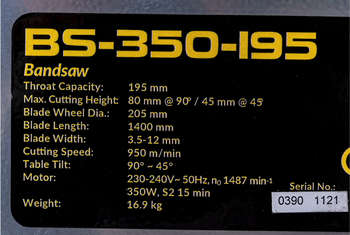 BS-350-195
Bandsaw
Throat Capacity: 195 mm
Max. Cutting Height: 80 mm @ 90° / 45 mm @ 45°
Blade Wheel Dia.: 205 mm
Blade Length: 1400 mm
Blade Width: 3.5-12 mm
Cutting Speed: 950 m/min
Table Tilt: 90° ~ 45°
Motor: 230-240V~ 50Hz, n₀ 1487 min⁻¹
350W, S2 15 min
Weight: 16.9 kg
Serial No.:
0390 1121